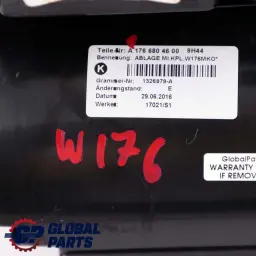 Teile-Nr: A 176 680 46 00 9H44
Benennung: ABLAGE MI.KPL.W176MKO*
K
Grammer-Nr: 1326879-A
Änderungsstand: E
Datum: 29.06.2016
Werker: 17021/S1
W176
GlobalPa
WARRANTY
IF REMOV
GLOBAL
PARTS